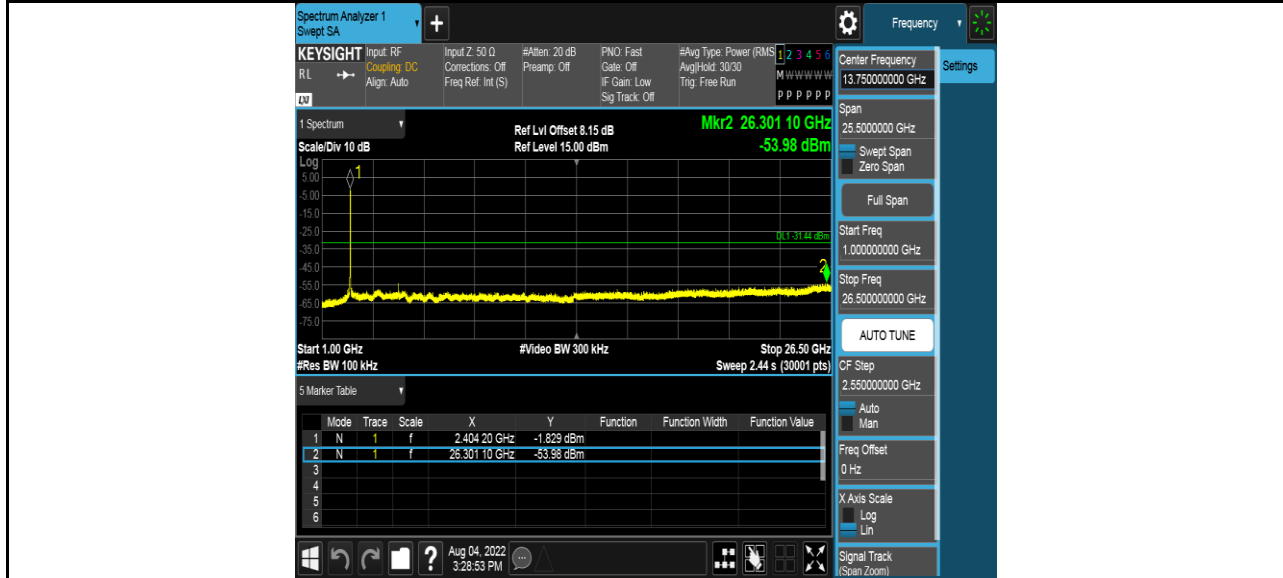 Spectrum Analyzer 1
Swept SA
Frequency
KEYSIGHT
RL
LXI
Input: RF
Coupling: DC
Align: Auto
Input Z: 50 Ω
Corrections: Off
Freq Ref: Int (S)
#Atten: 20 dB
Preamp: Off
PNO: Fast
Gate: Off
IF Gain: Low
Sig Track: Off
#Avg Type: Power (RMS
Avg|Hold: 30/30
Trig: Free Run
1 2 3 4 5 6
M W W W W W
P P P P P P
1 Spectrum
Scale/Div 10 dB
Ref Lvl Offset 8.15 dB
Ref Level 15.00 dBm
Mkr2 26.301 10 GHz
-53.98 dBm
Log
5.00
-5.00
-15.0
-25.0
-35.0
-45.0
-55.0
-65.0
-75.0
1
DL1 -31.44 dBm
2
Start 1.00 GHz
#Res BW 100 kHz
#Video BW 300 kHz
Stop 26.50 GHz
Sweep 2.44 s (30001 pts)
5 Marker Table
Mode Trace Scale X Y Function Function Width Function Value
1 N 1 f 2.404 20 GHz -1.829 dBm
2 N 1 f 26.301 10 GHz -53.98 dBm
3
4
5
6
Aug 04, 2022
3:28:53 PM
Center Frequency
13.750000000 GHz
Settings
Span
25.5000000 GHz
Swept Span
Zero Span
Full Span
Start Freq
1.000000000 GHz
Stop Freq
26.500000000 GHz
AUTO TUNE
CF Step
2.550000000 GHz
Auto
Man
Freq Offset
0 Hz
X Axis Scale
Log
Lin
Signal Track
(Span Zoom)